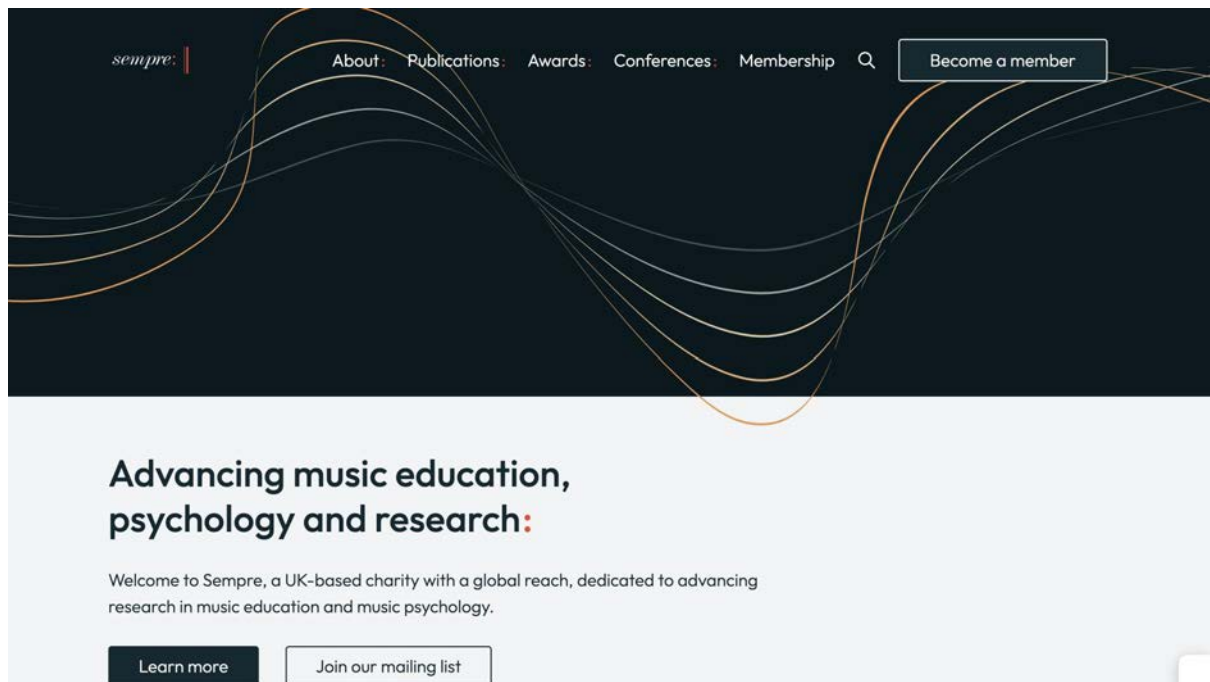 sempre:
About: Publications: Awards: Conferences: Membership Become a member
Advancing music education,
psychology and research:
Welcome to Sempre, a UK-based charity with a global reach, dedicated to advancing
research in music education and music psychology.
Learn more Join our mailing list